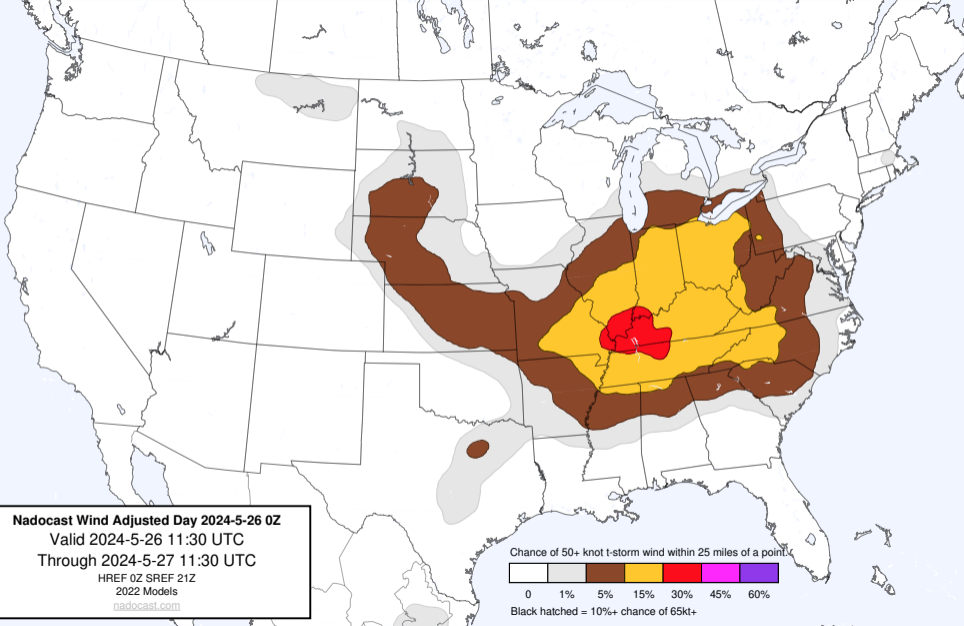 Nadocast Wind Adjusted Day 2024-5-26 0Z
Valid 2024-5-26 11:30 UTC
Through 2024-5-27 11:30 UTC
HREF 0Z SREF 21Z
2022 Models
nadocast.com
Chance of 50+ knot t-storm wind within 25 miles of a point.
0 1% 5% 15% 30% 45% 60%
Black hatched = 10%+ chance of 65kt+